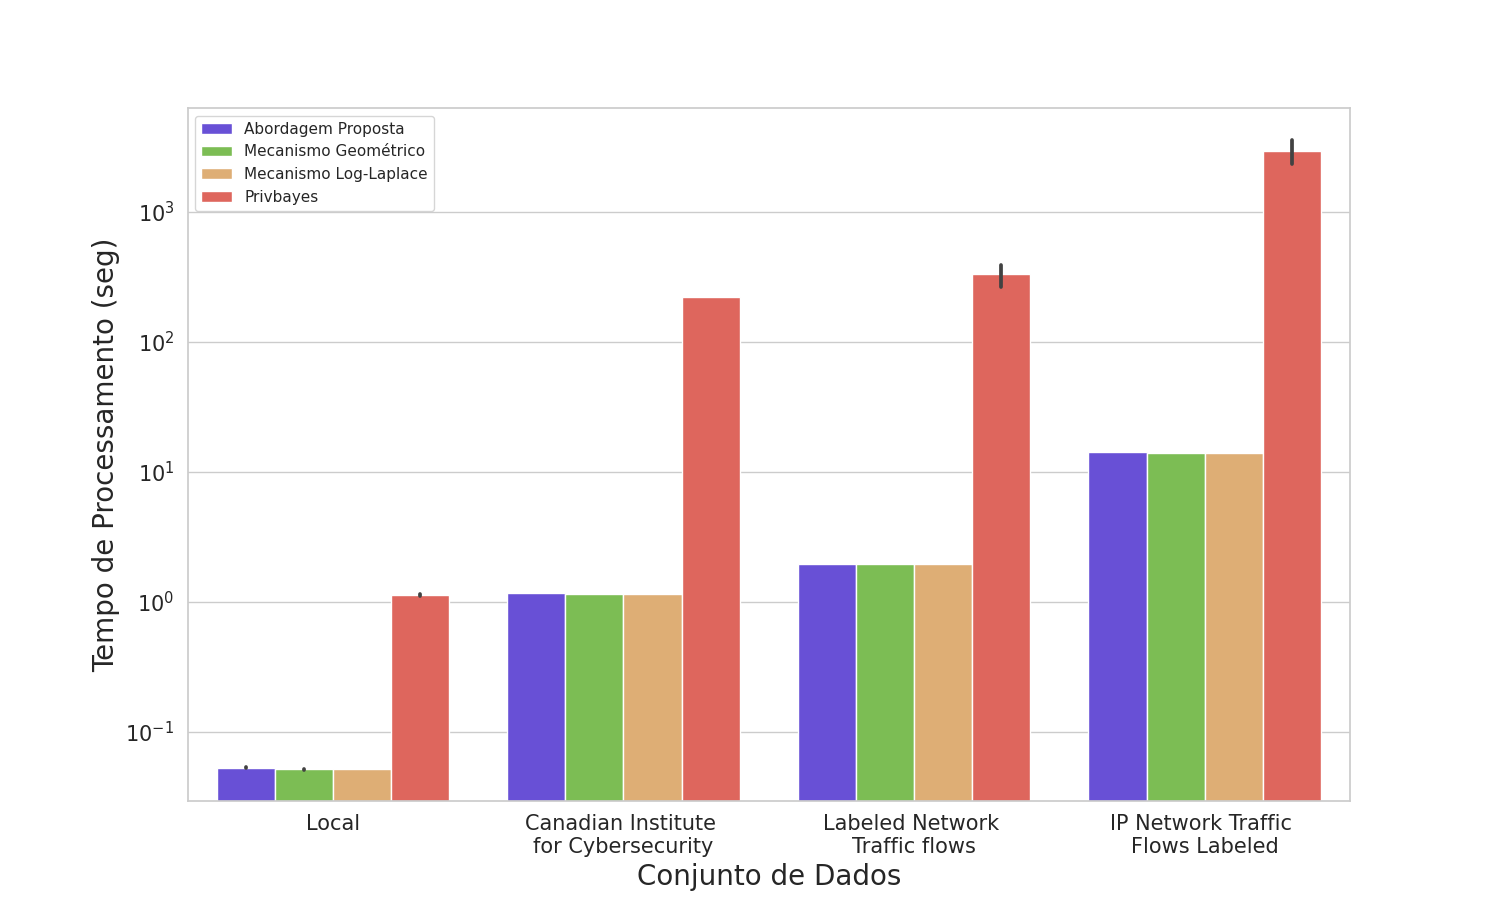 Abordagem Proposta
Mecanismo Geométrico
Mecanismo Log-Laplace
Privbayes
Tempo de Processamento (seg)
10³
10²
10¹
10⁰
10⁻¹
Local
Canadian Institute
for Cybersecurity
Labeled Network
Traffic flows
IP Network Traffic
Flows Labeled
Conjunto de Dados